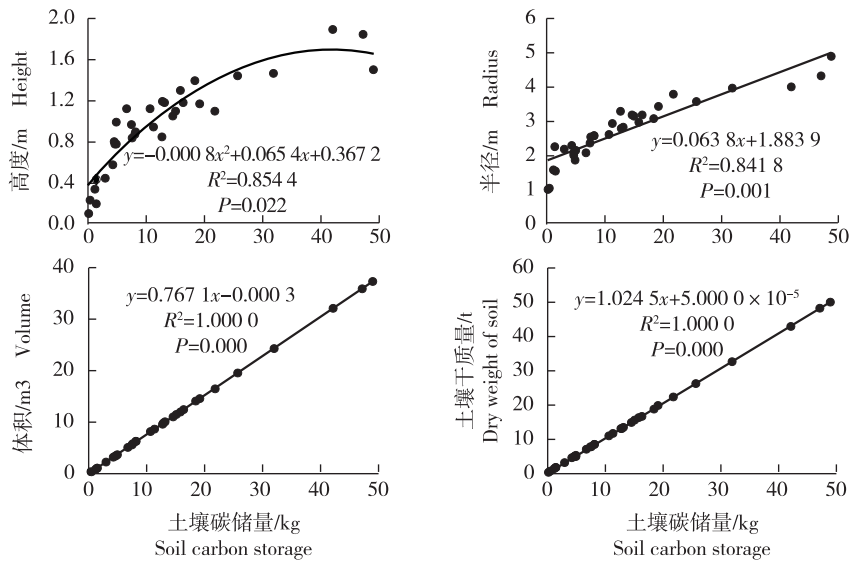 高度/m Height
2.0
1.6
1.2
0.8
0.4
0.0
y=−0.000 8x²+0.065 4x+0.367 2
R²=0.854 4
P=0.022
0 10 20 30 40 50
半径/m Radius
6
5
4
3
2
1
0
y=0.063 8x+1.883 9
R²=0.841 8
P=0.001
0 10 20 30 40 50
体积/m3 Volume
40
30
20
10
0
y=0.767 1x−0.000 3
R²=1.000 0
P=0.000
0 10 20 30 40 50
土壤碳储量/kg
Soil carbon storage
土壤干质量/t
Dry weight of soil
60
50
40
30
20
10
0
y=1.024 5x+5.000 0 × 10⁻⁵
R²=1.000 0
P=0.000
0 10 20 30 40 50
土壤碳储量/kg
Soil carbon storage